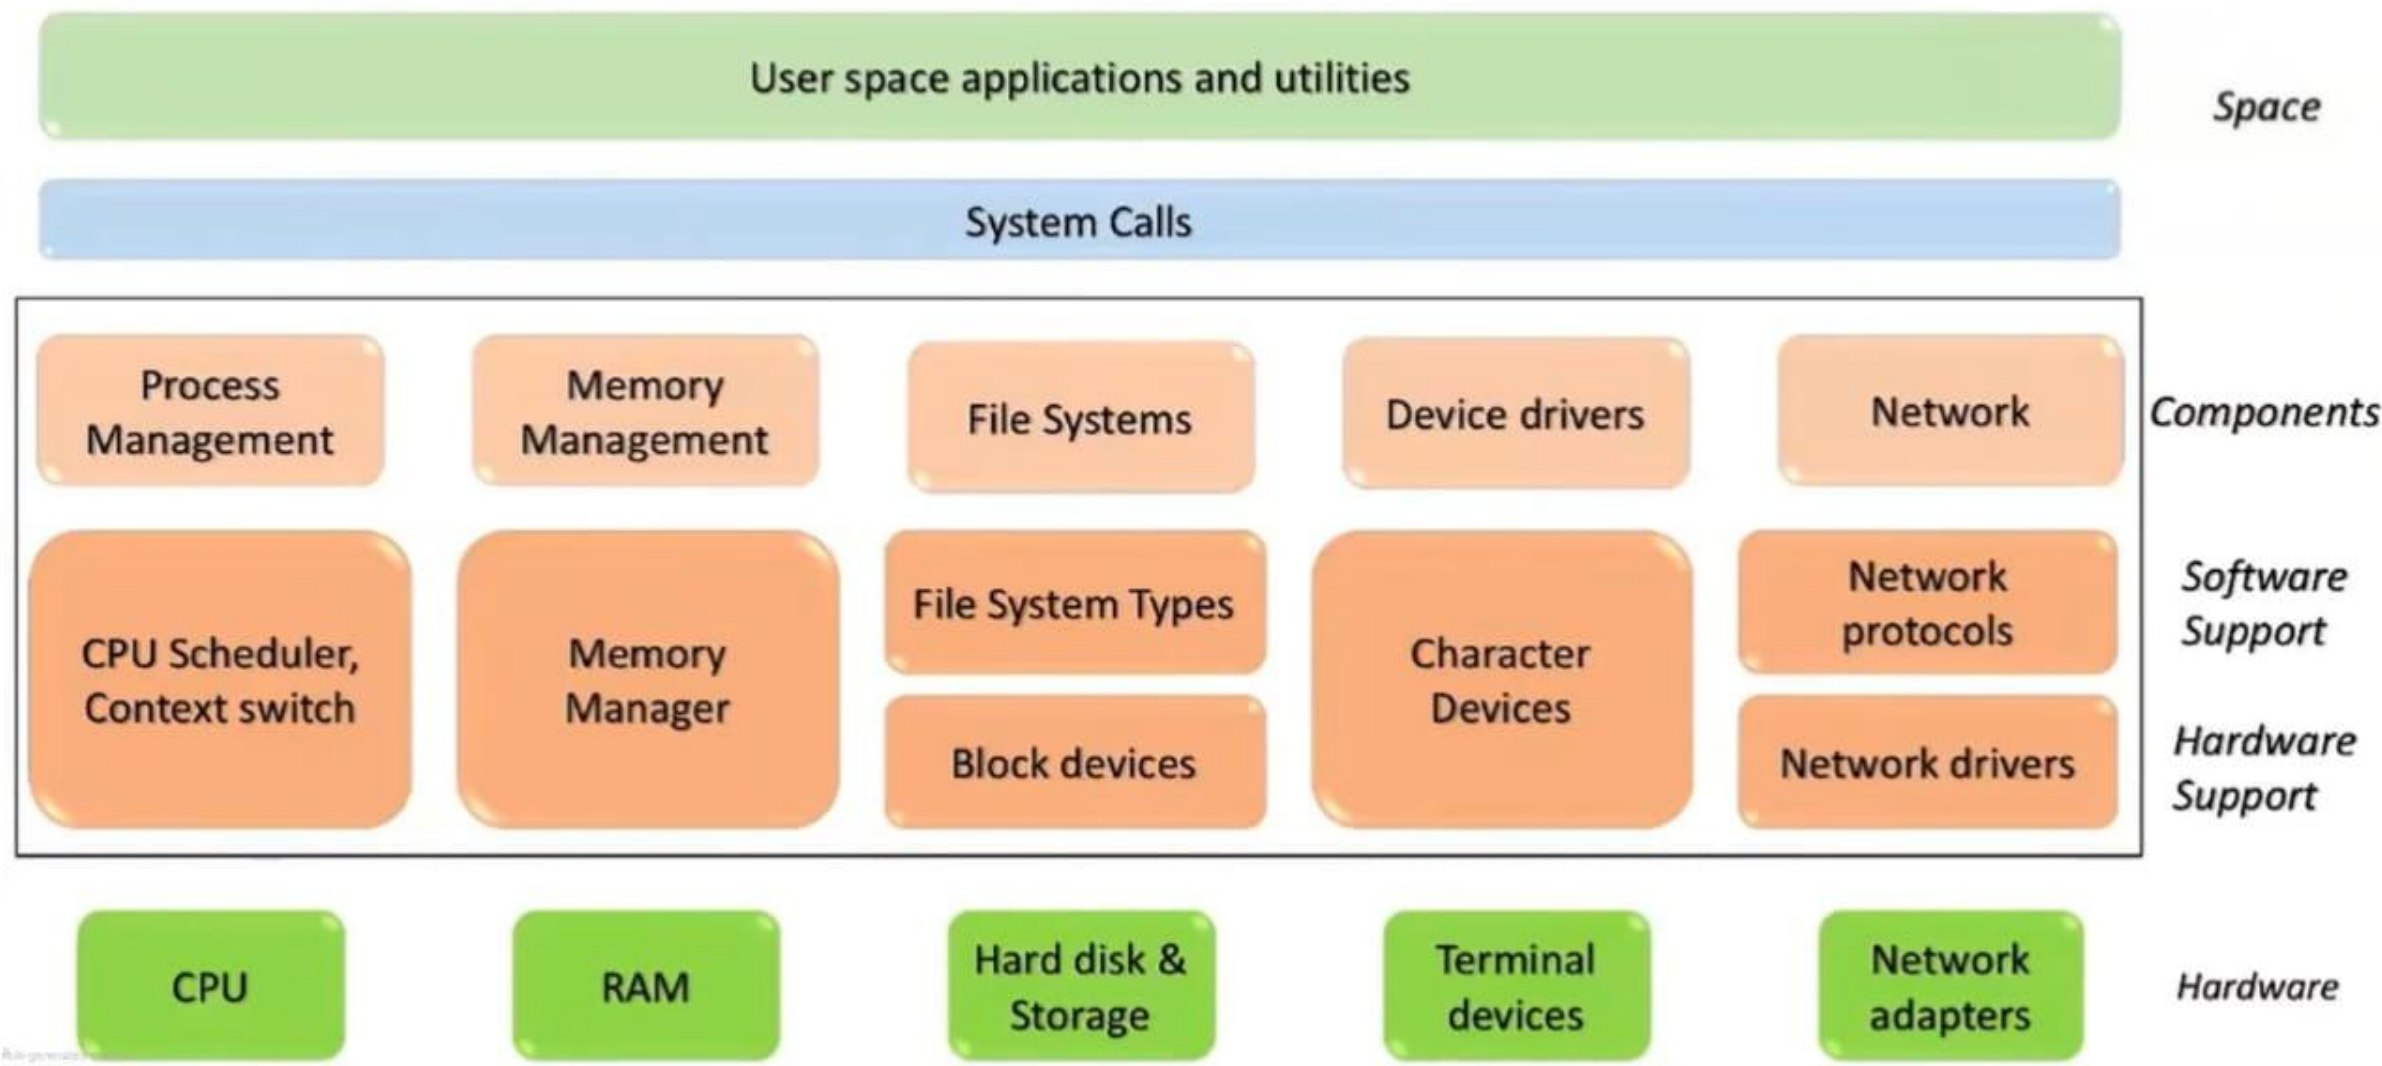 User space applications and utilities
Space
System Calls
Process
Management
Memory
Management
File Systems
Device drivers
Network
Components
CPU Scheduler,
Context switch
Memory
Manager
File System Types
Block devices
Character
Devices
Network
protocols
Network drivers
Software
Support
Hardware
Support
CPU
RAM
Hard disk &
Storage
Terminal
devices
Network
adapters
Hardware